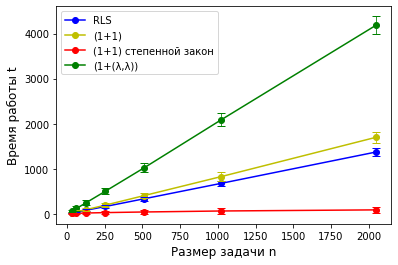 RLS
(1+1)
(1+1) степенной закон
(1+(λ,λ))
4000
3000
2000
1000
0
Время работы t
0 250 500 750 1000 1250 1500 1750 2000
Размер задачи n